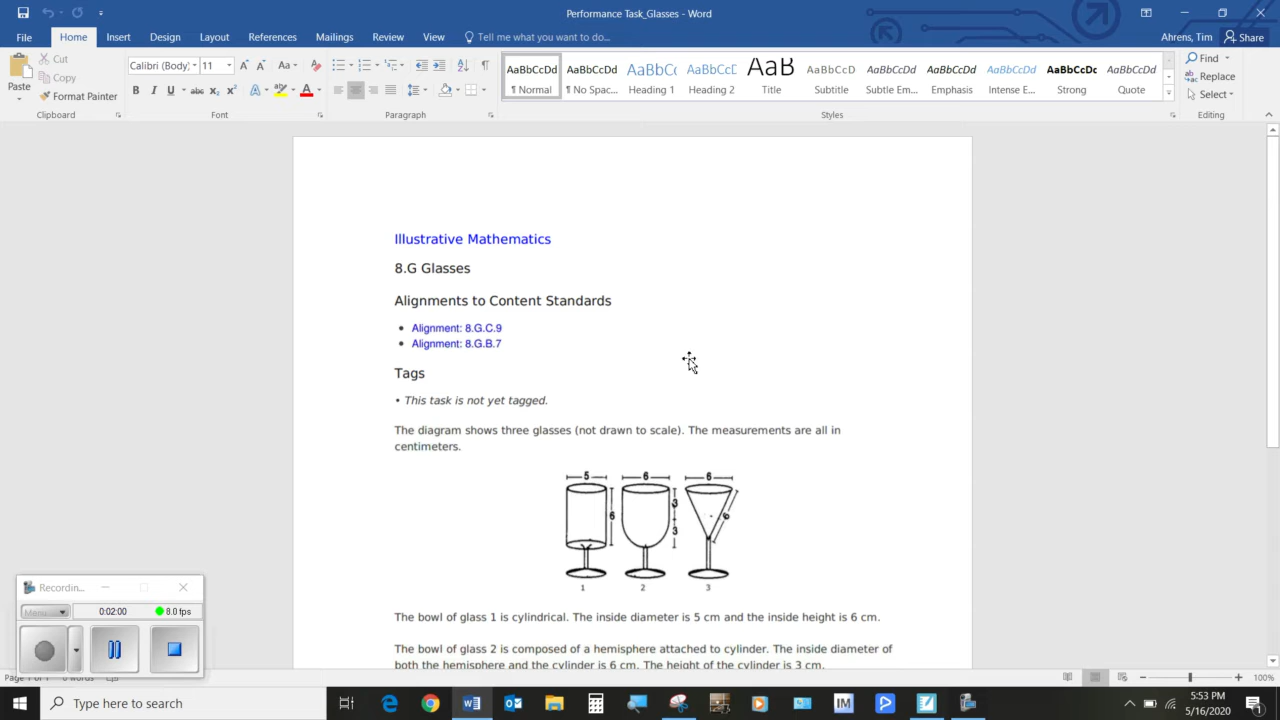 Performance Task_Glasses - Word
File Home Insert Design Layout References Mailings Review View Tell me what you want to do... Ahrens, Tim Share
Paste
Cut
Copy
Format Painter
Calibri (Body) 11
AaBbCcDd AaBbCcDd AaBbCc AaBbCcD AaB AaBbCcD AaBbCcDd AaBbCcDd AaBbCcDd AaBbCcDc AaBbCcDd
¶ Normal ¶ No Spac... Heading 1 Heading 2 Title Subtitle Subtle Em... Emphasis Intense E... Strong Quote
Find
Replace
Select
Clipboard Font Paragraph Styles Editing
Illustrative Mathematics
8.G Glasses
Alignments to Content Standards
• Alignment: 8.G.C.9
• Alignment: 8.G.B.7
Tags
• This task is not yet tagged.
The diagram shows three glasses (not drawn to scale). The measurements are all in
centimeters.
5 6 6
6 3 3 6
1 2 3
The bowl of glass 1 is cylindrical. The inside diameter is 5 cm and the inside height is 6 cm.
The bowl of glass 2 is composed of a hemisphere attached to cylinder. The inside diameter of
both the hemisphere and the cylinder is 6 cm. The height of the cylinder is 3 cm.
Recordin...
Menu 0:02:00 8.0 fps
100%
Type here to search
IM
5:53 PM
5/16/2020